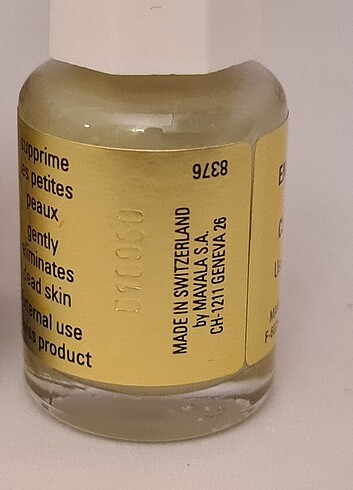 supprime
es petites
peaux
gently
eliminates
dead skin
ternal use
product
8376
MADE IN SWITZERLAND
by MAVALA S.A.
CH-1211 GENEVA 26